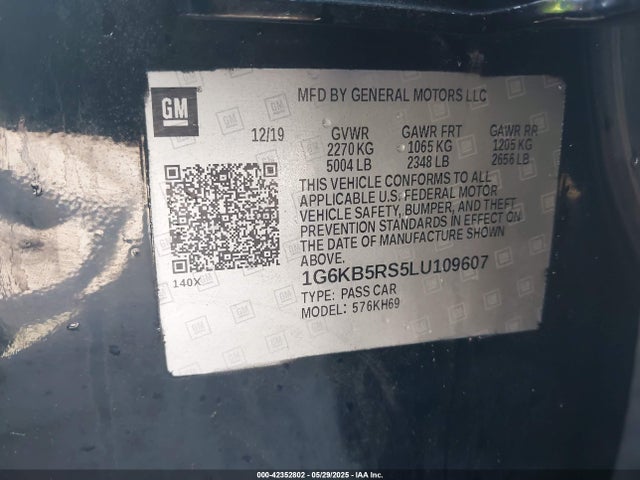 GM
MFD BY GENERAL MOTORS LLC
12/19 GVWR GAWR FRT GAWR RR
2270 KG 1065 KG 1205 KG
5004 LB 2348 LB 2656 LB
THIS VEHICLE CONFORMS TO ALL
APPLICABLE U.S. FEDERAL MOTOR
VEHICLE SAFETY, BUMPER, AND THEFT
PREVENTION STANDARDS IN EFFECT ON
THE DATE OF MANUFACTURE SHOWN
ABOVE.
140X
1G6KB5RS5LU109607
TYPE: PASS CAR
MODEL: 576KH69
000-42352802 - 05/29/2025 - IAA Inc.